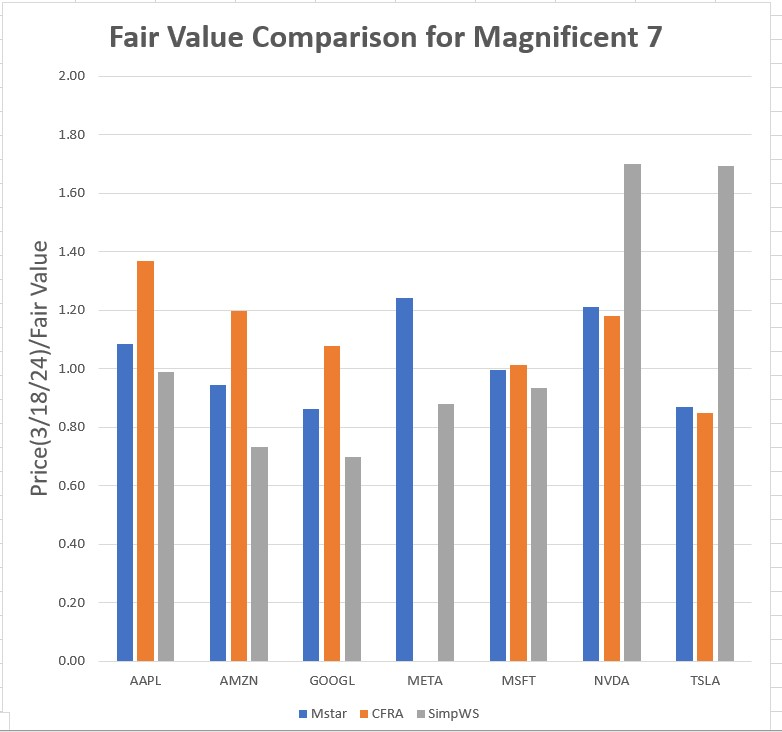 Fair Value Comparison for Magnificent 7
Price(3/18/24)/Fair Value
2.00
1.80
1.60
1.40
1.20
1.00
0.80
0.60
0.40
0.20
0.00
AAPL AMZN GOOGL META MSFT NVDA TSLA
Mstar CFRA SimpWS